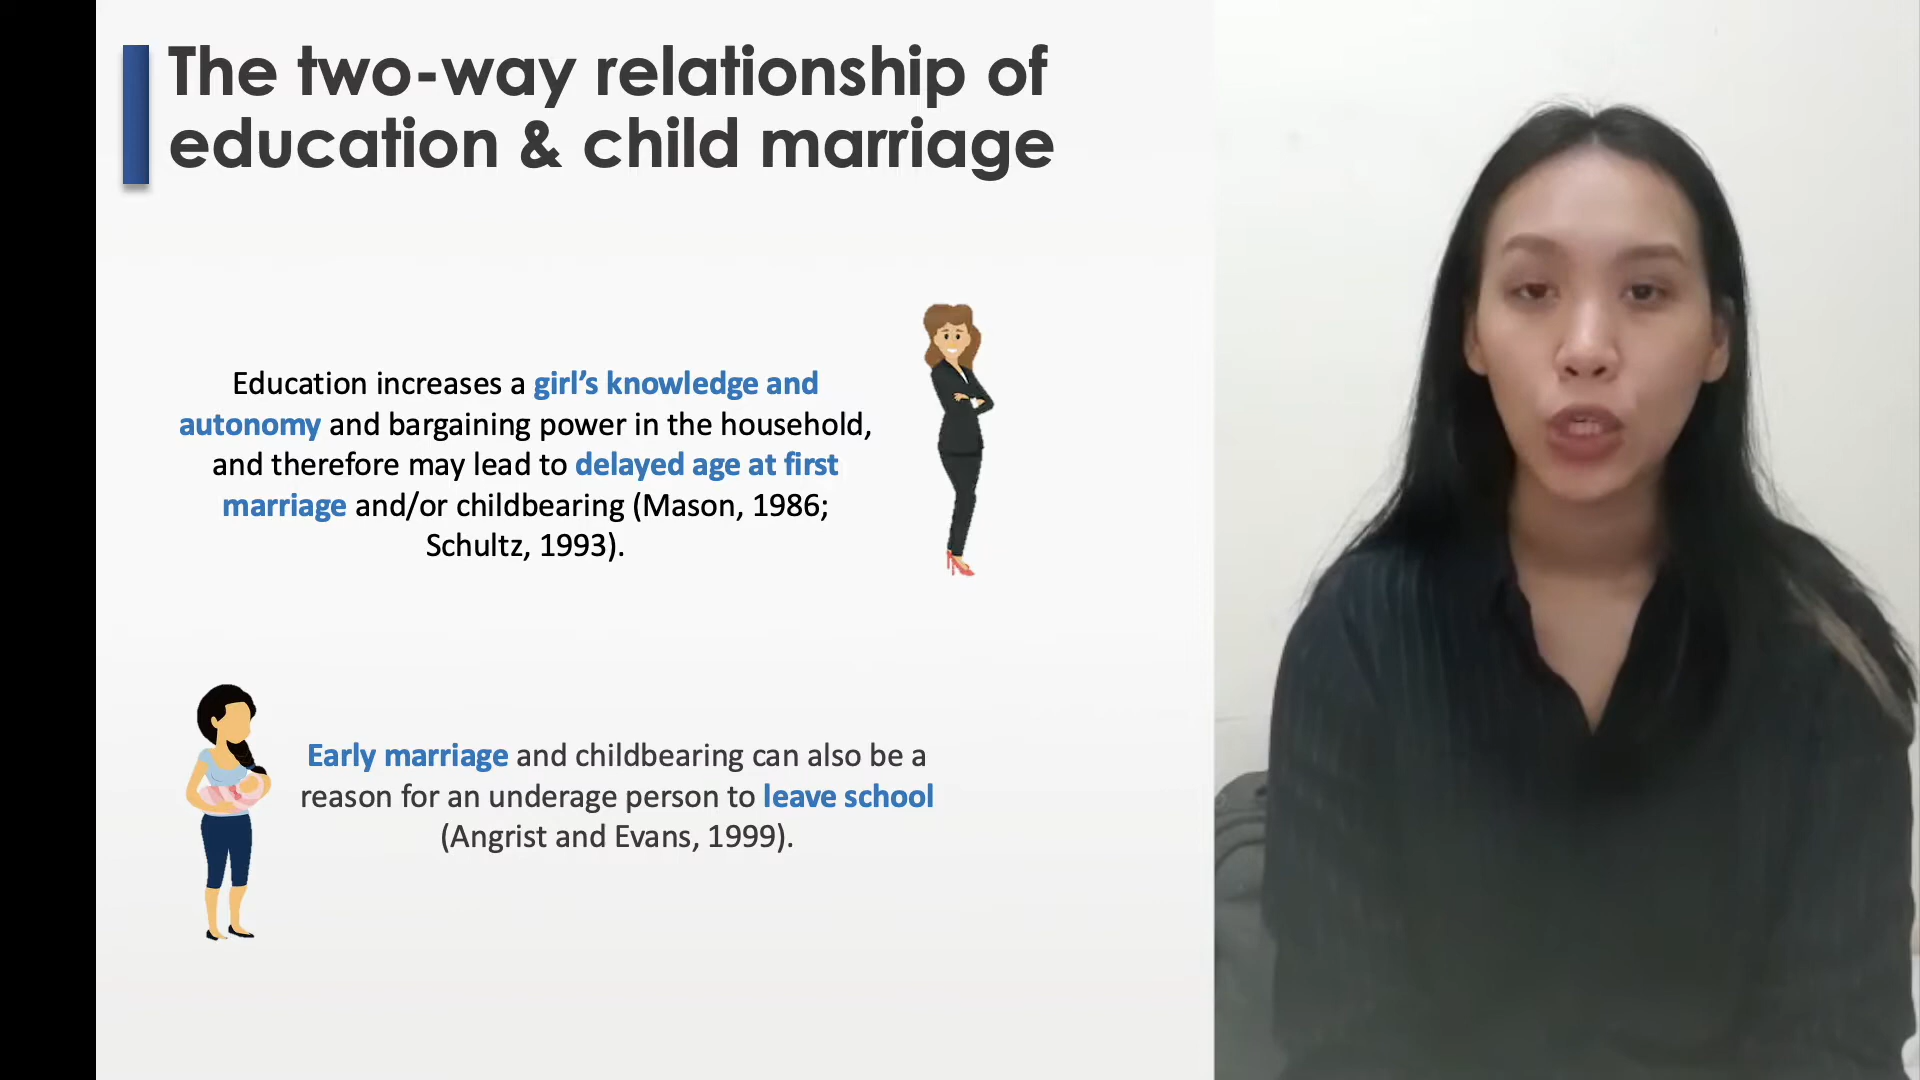 The two-way relationship of
education & child marriage
Education increases a girl’s knowledge and
autonomy and bargaining power in the household,
and therefore may lead to delayed age at first
marriage and/or childbearing (Mason, 1986;
Schultz, 1993).
Early marriage and childbearing can also be a
reason for an underage person to leave school
(Angrist and Evans, 1999).